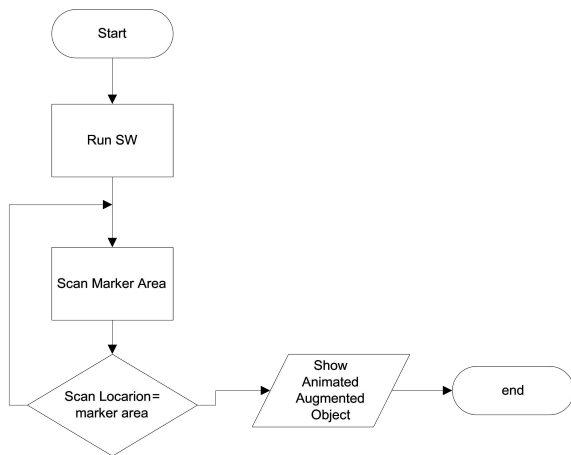 Start
Run SW
Scan Marker Area
Scan Locarion=
marker area
Show
Animated
Augmented
Object
end